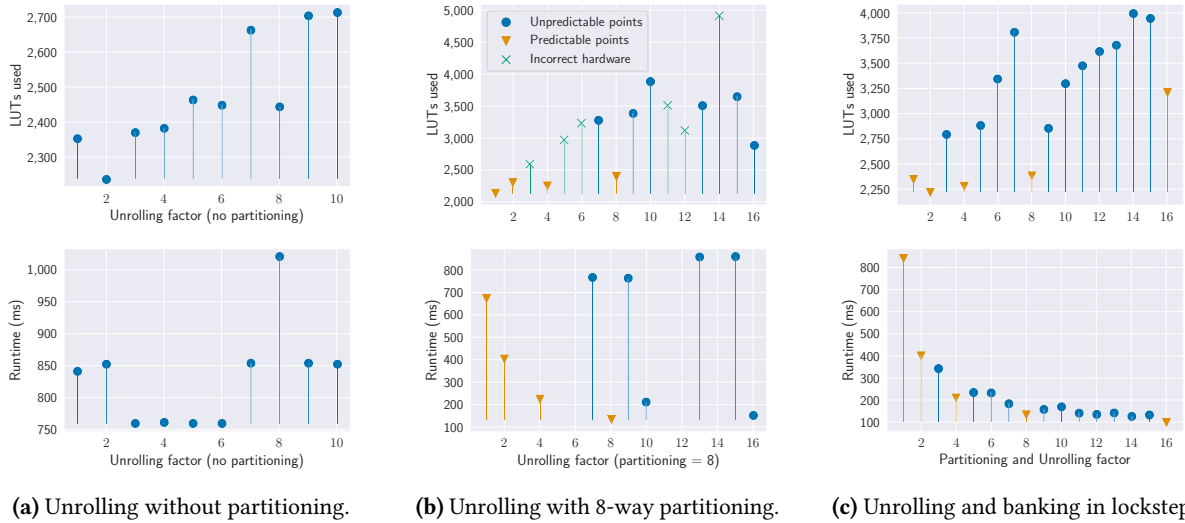 2,700
2,600
2,500
2,400
2,300
LUTs used
2 4 6 8 10
Unrolling factor (no partitioning)
1,000
950
900
850
800
750
Runtime (ms)
2 4 6 8 10
Unrolling factor (no partitioning)
(a) Unrolling without partitioning.
5,000
4,500
4,000
3,500
3,000
2,500
2,000
LUTs used
Unpredictable points
Predictable points
Incorrect hardware
2 4 6 8 10 12 14 16
800
700
600
500
400
300
200
100
Runtime (ms)
2 4 6 8 10 12 14 16
Unrolling factor (partitioning = 8)
(b) Unrolling with 8-way partitioning.
4,000
3,750
3,500
3,250
3,000
2,750
2,500
2,250
LUTs used
2 4 6 8 10 12 14 16
800
700
600
500
400
300
200
100
Runtime (ms)
2 4 6 8 10 12 14 16
Partitioning and Unrolling factor
(c) Unrolling and banking in lockstep